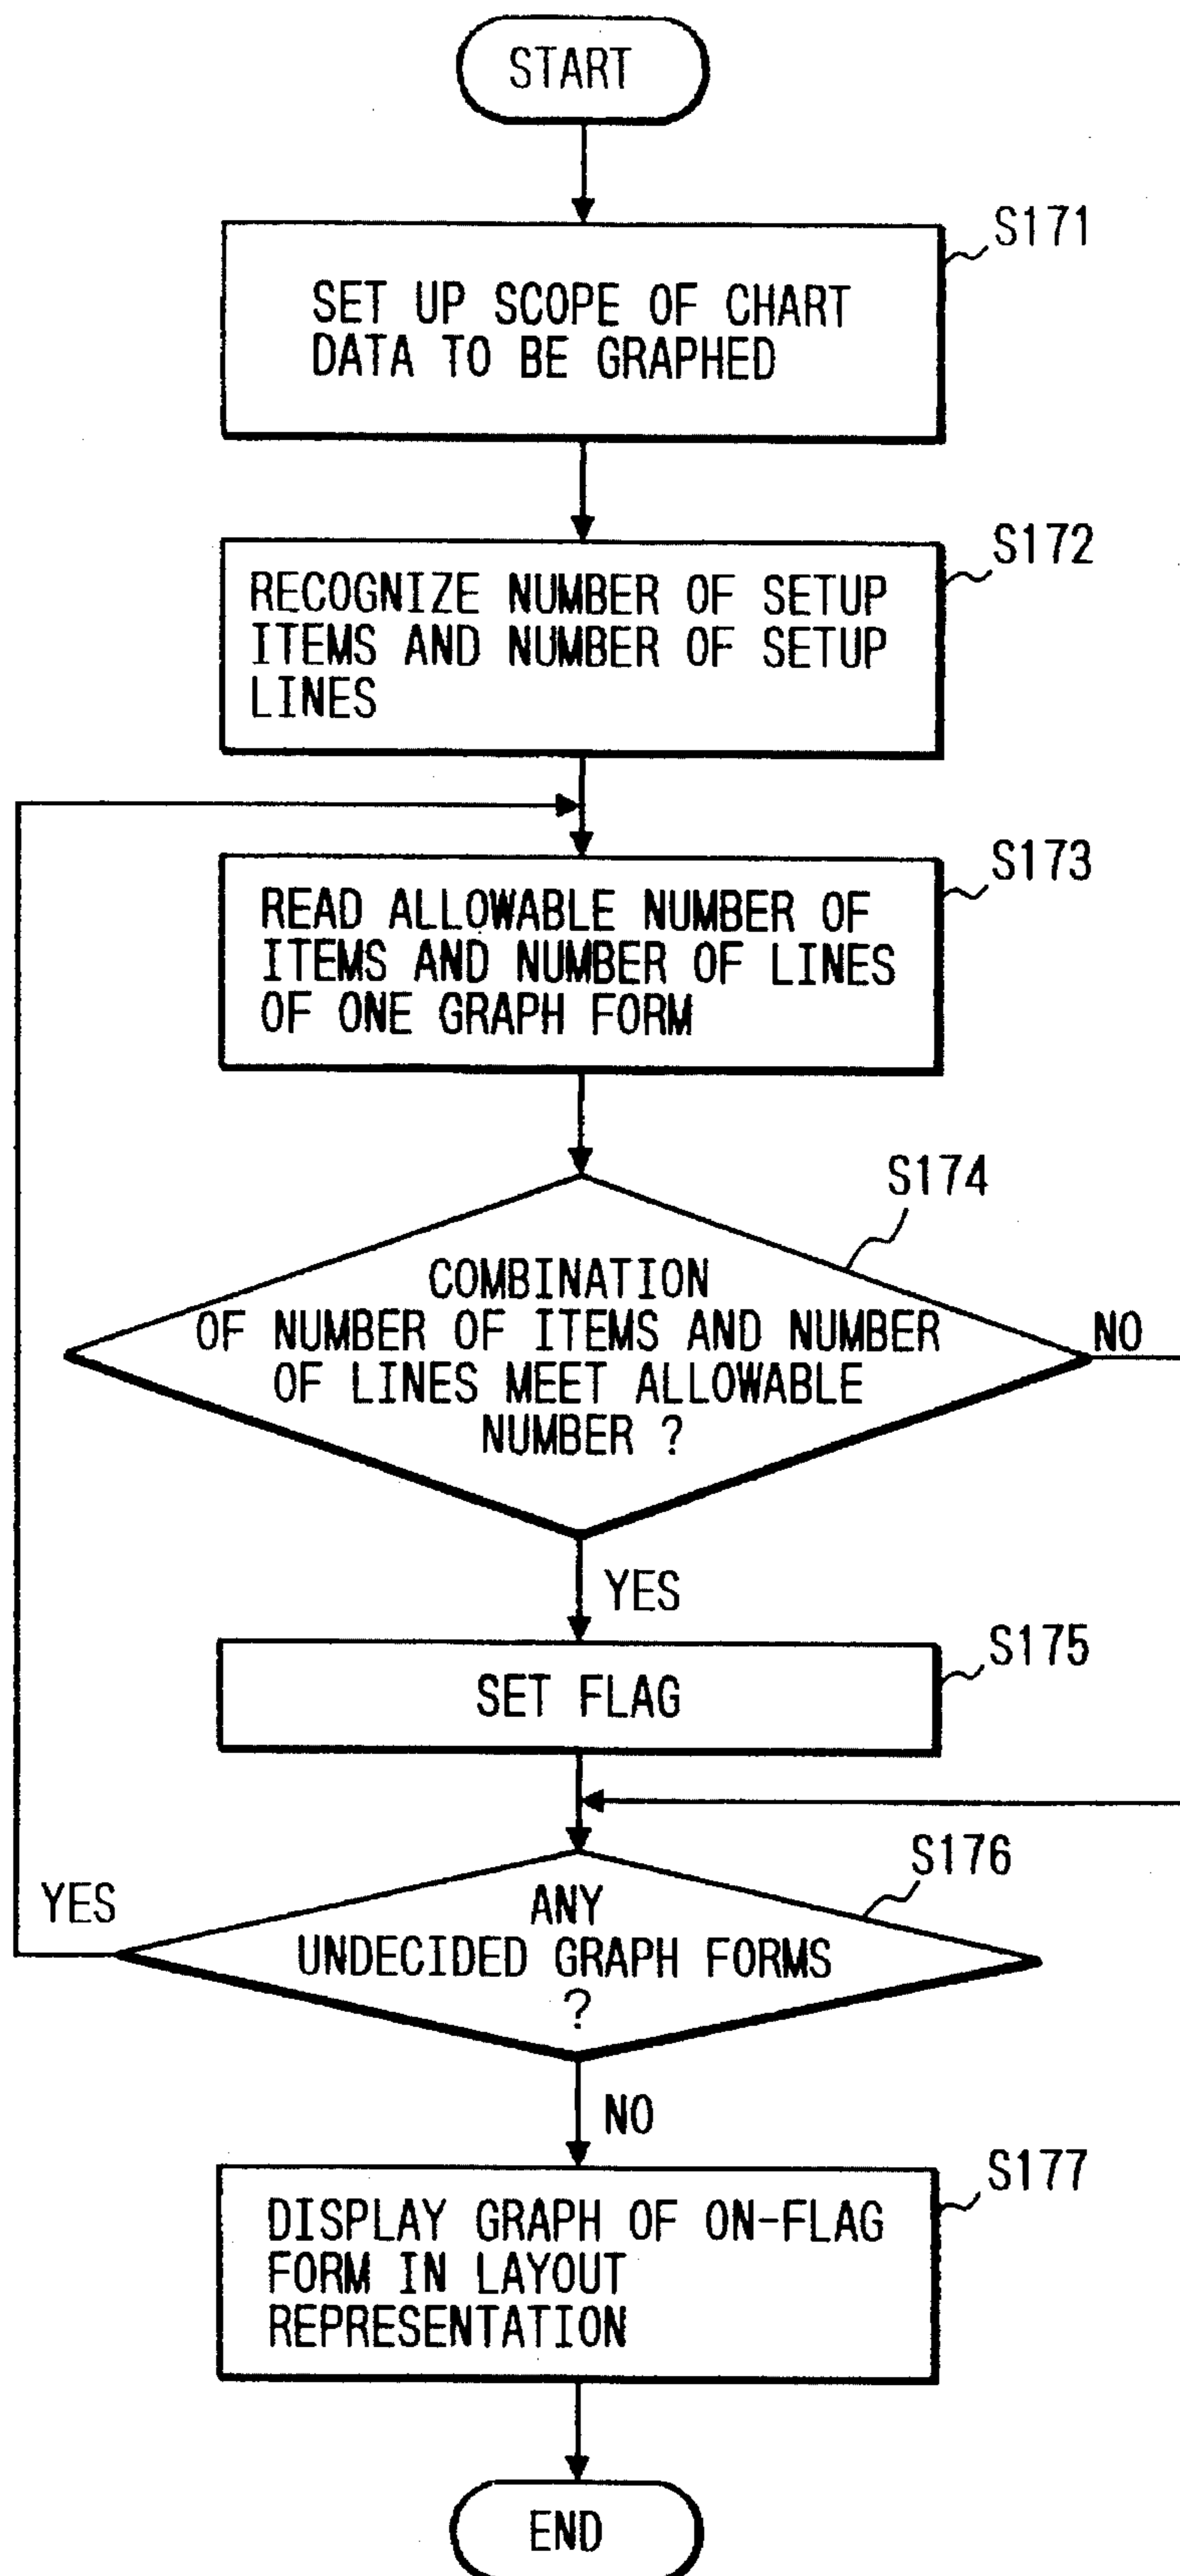 START
S171
SET UP SCOPE OF CHART
DATA TO BE GRAPHED
S172
RECOGNIZE NUMBER OF SETUP
ITEMS AND NUMBER OF SETUP
LINES
S173
READ ALLOWABLE NUMBER OF
ITEMS AND NUMBER OF LINES
OF ONE GRAPH FORM
S174
COMBINATION
OF NUMBER OF ITEMS AND NUMBER
OF LINES MEET ALLOWABLE
NUMBER ?
NO
YES
S175
SET FLAG
S176
YES
ANY
UNDECIDED GRAPH FORMS
?
NO
S177
DISPLAY GRAPH OF ON-FLAG
FORM IN LAYOUT
REPRESENTATION
END